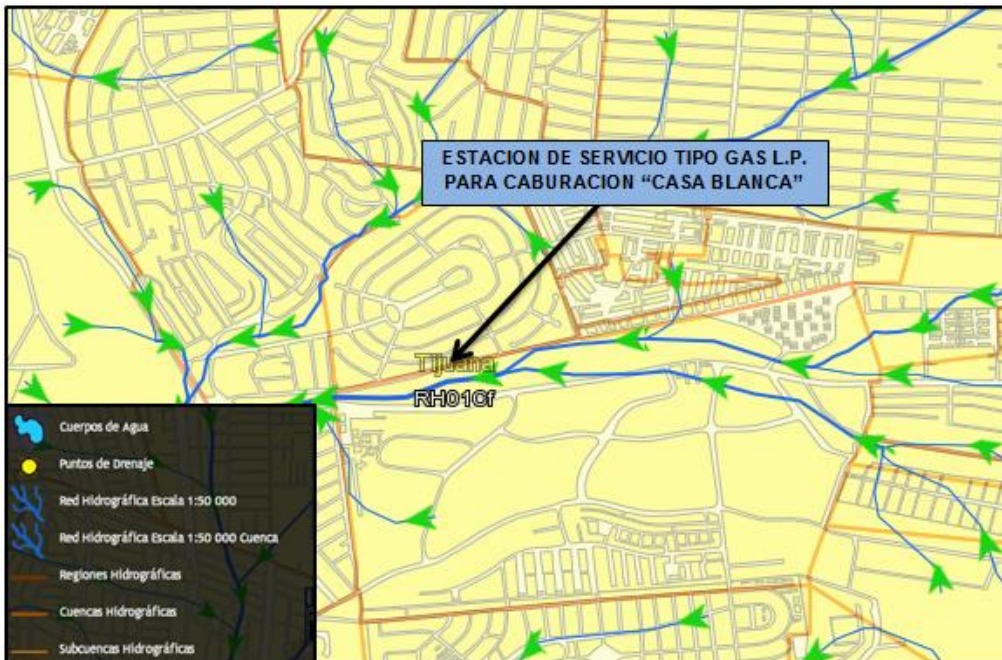 ESTACION DE SERVICIO TIPO GAS L.P.
PARA CABURACION “CASA BLANCA”
Tijuana
RH01Cf
Cuerpos de Agua
Puntos de Drenaje
Red Hidrográfica Escala 1:50 000
Red Hidrográfica Escala 1:50 000 Cuenca
Regiones Hidrográficas
Cuencas Hidrográficas
Subcuencas Hidrográficas